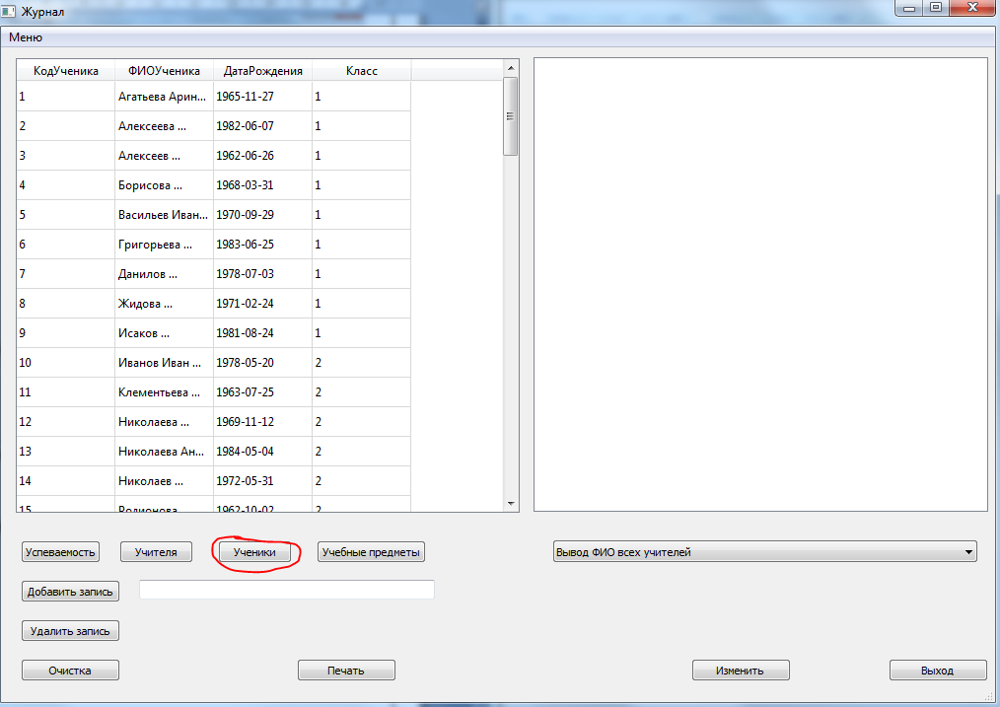 Журнал
Меню
КодУченика ФИОУченика ДатаРождения Класс
1 Агатьева Арин... 1965-11-27 1
2 Алексеева ... 1982-06-07 1
3 Алексеев ... 1962-06-26 1
4 Борисова ... 1968-03-31 1
5 Васильев Иван... 1970-09-29 1
6 Григорьева ... 1983-06-25 1
7 Данилов ... 1978-07-03 1
8 Жидова ... 1971-02-24 1
9 Исаков ... 1981-08-24 1
10 Иванов Иван ... 1978-05-20 2
11 Клементьева ... 1963-07-25 2
12 Николаева ... 1969-11-12 2
13 Николаева Ан... 1984-05-04 2
14 Николаев ... 1972-05-31 2
15 Родионова 1962-10-02 2
Успеваемость Учителя Ученики Учебные предметы Вывод ФИО всех учителей
Добавить запись
Удалить запись
Очистка Печать Изменить Выход